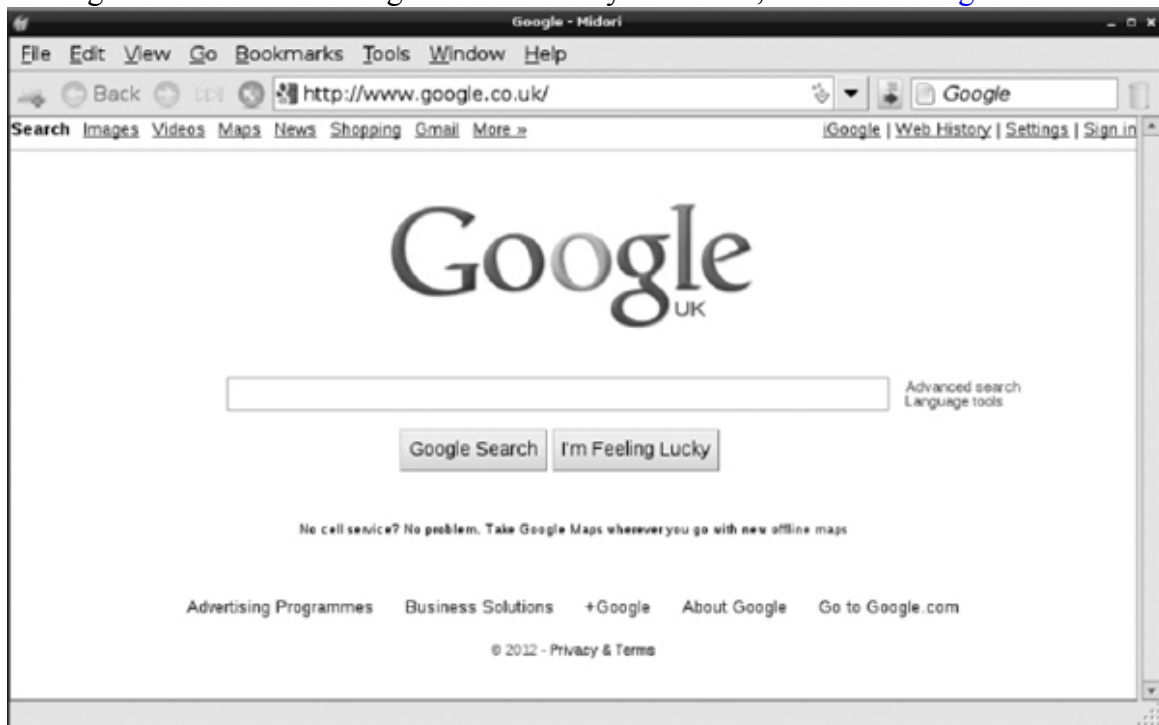 Google - Midori
File Edit View Go Bookmarks Tools Window Help
Back http://www.google.co.uk/ Google
Search Images Videos Maps News Shopping Gmail More » iGoogle | Web History | Settings | Sign in
Google
UK
Advanced search
Language tools
Google Search I'm Feeling Lucky
No cell service? No problem. Take Google Maps wherever you go with new offline maps
Advertising Programmes Business Solutions +Google About Google Go to Google.com
© 2012 - Privacy & Terms